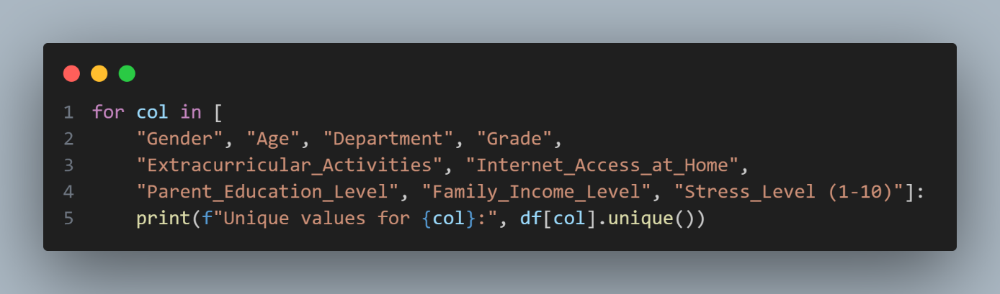 1 for col in [
2     "Gender", "Age", "Department", "Grade",
3     "Extracurricular_Activities", "Internet_Access_at_Home",
4     "Parent_Education_Level", "Family_Income_Level", "Stress_Level (1-10)"]:
5     print(f"Unique values for {col}:", df[col].unique())